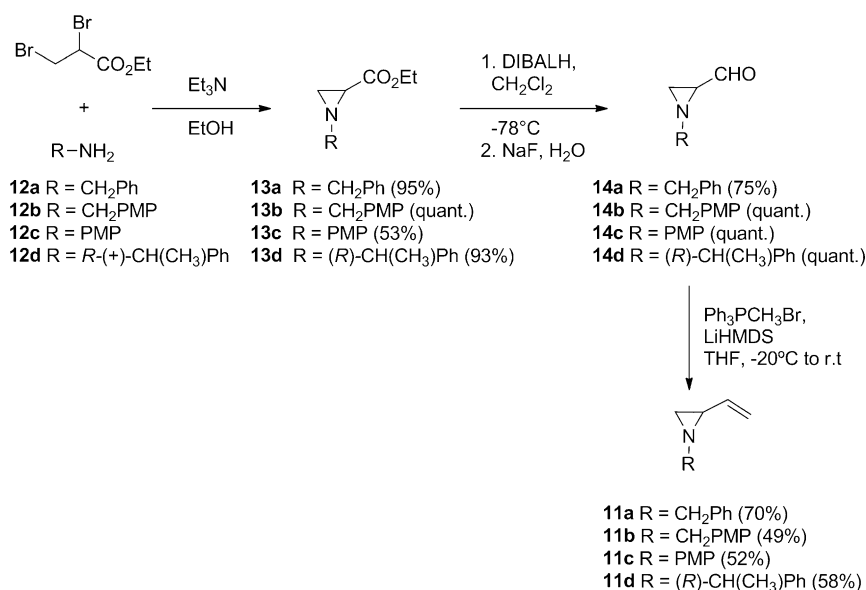 Br
Br
CO₂Et
+
R–NH₂
12a R = CH₂Ph
12b R = CH₂PMP
12c R = PMP
12d R = R-(+)-CH(CH₃)Ph
Et₃N
EtOH
CO₂Et
N
R
13a R = CH₂Ph (95%)
13b R = CH₂PMP (quant.)
13c R = PMP (53%)
13d R = (R)-CH(CH₃)Ph (93%)
1. DIBALH,
CH₂Cl₂
-78°C
2. NaF, H₂O
CHO
N
R
14a R = CH₂Ph (75%)
14b R = CH₂PMP (quant.)
14c R = PMP (quant.)
14d R = (R)-CH(CH₃)Ph (quant.)
Ph₃PCH₃Br,
LiHMDS
THF, -20ºC to r.t
N
R
11a R = CH₂Ph (70%)
11b R = CH₂PMP (49%)
11c R = PMP (52%)
11d R = (R)-CH(CH₃)Ph (58%)